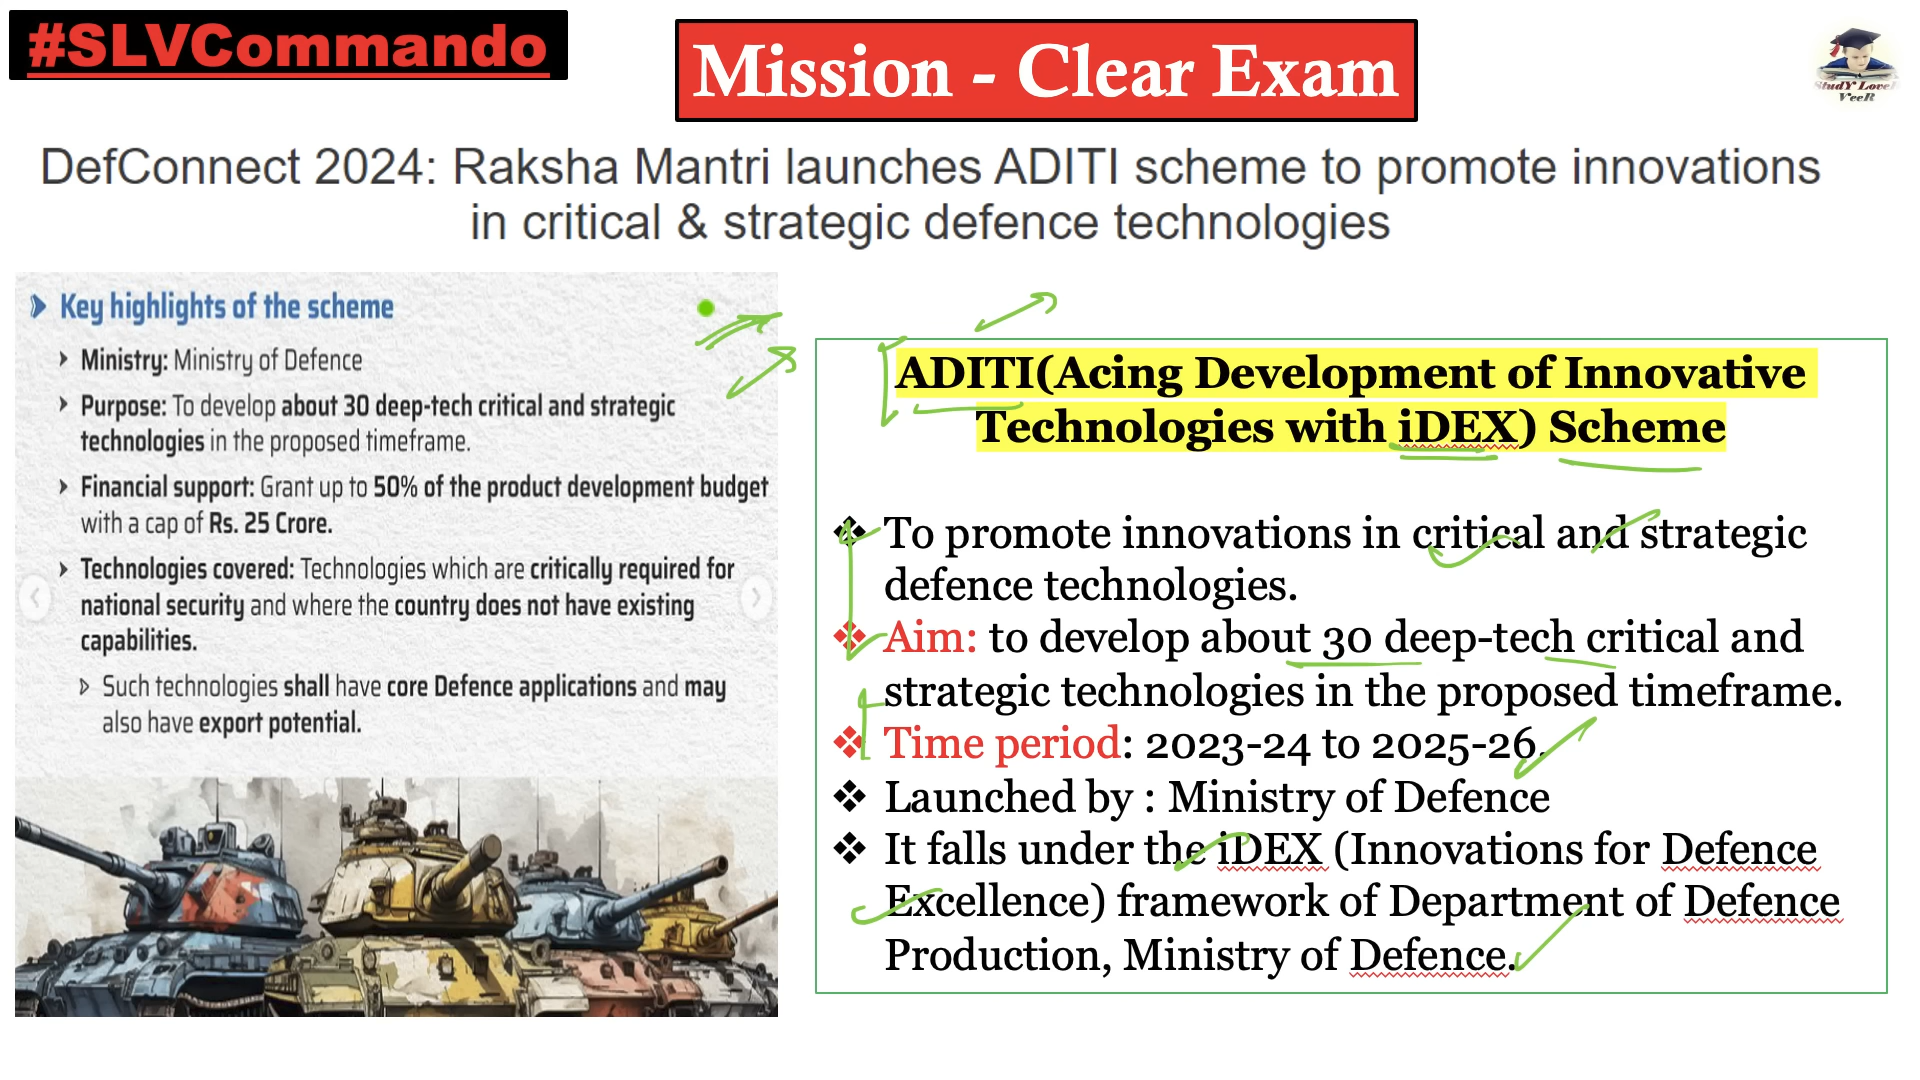 #SLVCommando
Mission - Clear Exam
StudY LoveR
VeeR
DefConnect 2024: Raksha Mantri launches ADITI scheme to promote innovations
in critical & strategic defence technologies
Key highlights of the scheme
Ministry: Ministry of Defence
Purpose: To develop about 30 deep-tech critical and strategic
technologies in the proposed timeframe.
Financial support: Grant up to 50% of the product development budget
with a cap of Rs. 25 Crore.
Technologies covered: Technologies which are critically required for
national security and where the country does not have existing
capabilities.
Such technologies shall have core Defence applications and may
also have export potential.
ADITI(Acing Development of Innovative
Technologies with iDEX) Scheme
❖ To promote innovations in critical and strategic
defence technologies.
❖ Aim: to develop about 30 deep-tech critical and
strategic technologies in the proposed timeframe.
❖ Time period: 2023-24 to 2025-26.
❖ Launched by : Ministry of Defence
❖ It falls under the iDEX (Innovations for Defence
Excellence) framework of Department of Defence
Production, Ministry of Defence.